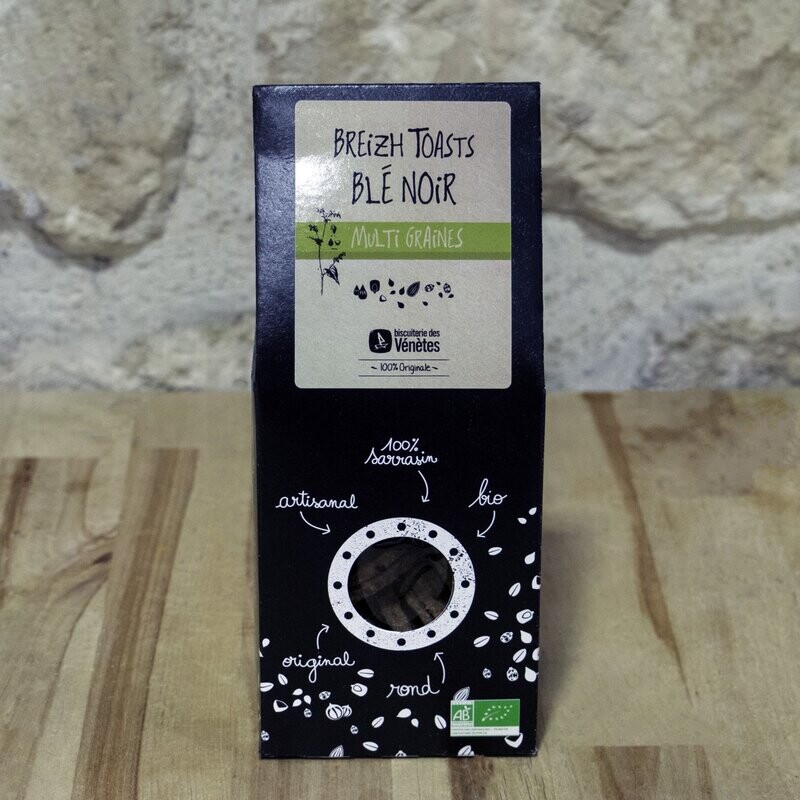 BREIZH TOASTS
BLÉ NOIR
MULTI GRAINES
biscuiterie des
Vénètes
~ 100% Originale ~
100%
sarrasin
artisanal
bio
original
rond
AB